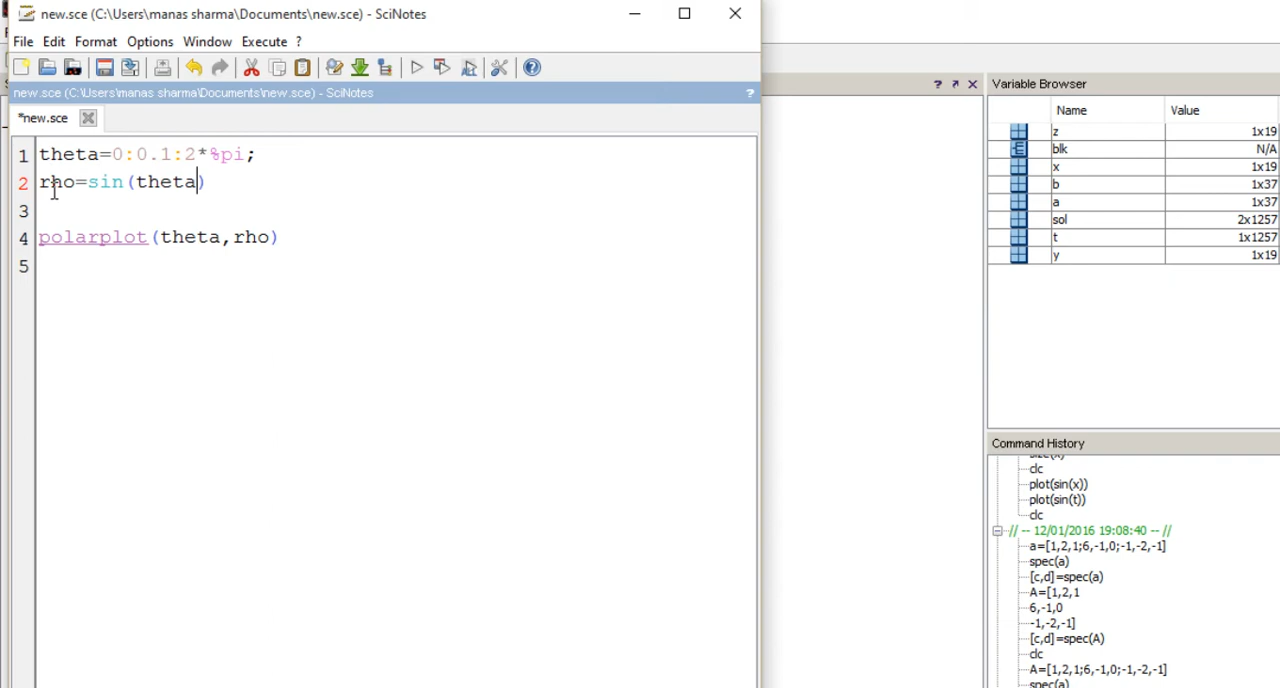 new.sce (C:\Users\manas sharma\Documents\new.sce) - SciNotes
File Edit Format Options Window Execute ?
new.sce (C:\Users\manas sharma\Documents\new.sce) - SciNotes ?
*new.sce
1 theta=0:0.1:2*%pi;
2 rho=sin(theta)
3
4 polarplot(theta,rho)
5
? Variable Browser
Name Value
z 1x19
blk N/A
x 1x19
b 1x37
a 1x37
sol 2x1257
t 1x1257
y 1x19
Command History
size(x)
clc
plot(sin(x))
plot(sin(t))
clc
// -- 12/01/2016 19:08:40 -- //
a=[1,2,1;6,-1,0;-1,-2,-1]
spec(a)
[c,d]=spec(a)
A=[1,2,1
6,-1,0
-1,-2,-1]
[c,d]=spec(A)
clc
A=[1,2,1;6,-1,0;-1,-2,-1]
spec(a)